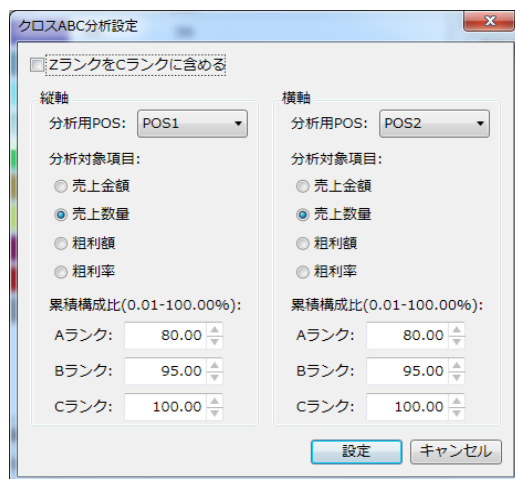 クロスABC分析設定
ZランクをCランクに含める
縦軸
分析用POS: POS1
分析対象項目:
売上金額
売上数量
粗利額
粗利率
累積構成比(0.01-100.00%):
Aランク: 80.00
Bランク: 95.00
Cランク: 100.00
横軸
分析用POS: POS2
分析対象項目:
売上金額
売上数量
粗利額
粗利率
累積構成比(0.01-100.00%):
Aランク: 80.00
Bランク: 95.00
Cランク: 100.00
設定 キャンセル